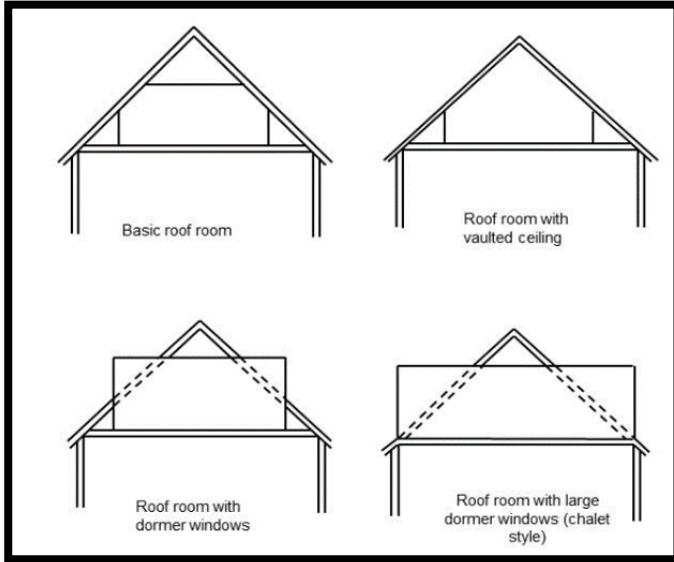 Basic roof room
Roof room with
vaulted ceiling
Roof room with
dormer windows
Roof room with large
dormer windows (chalet
style)